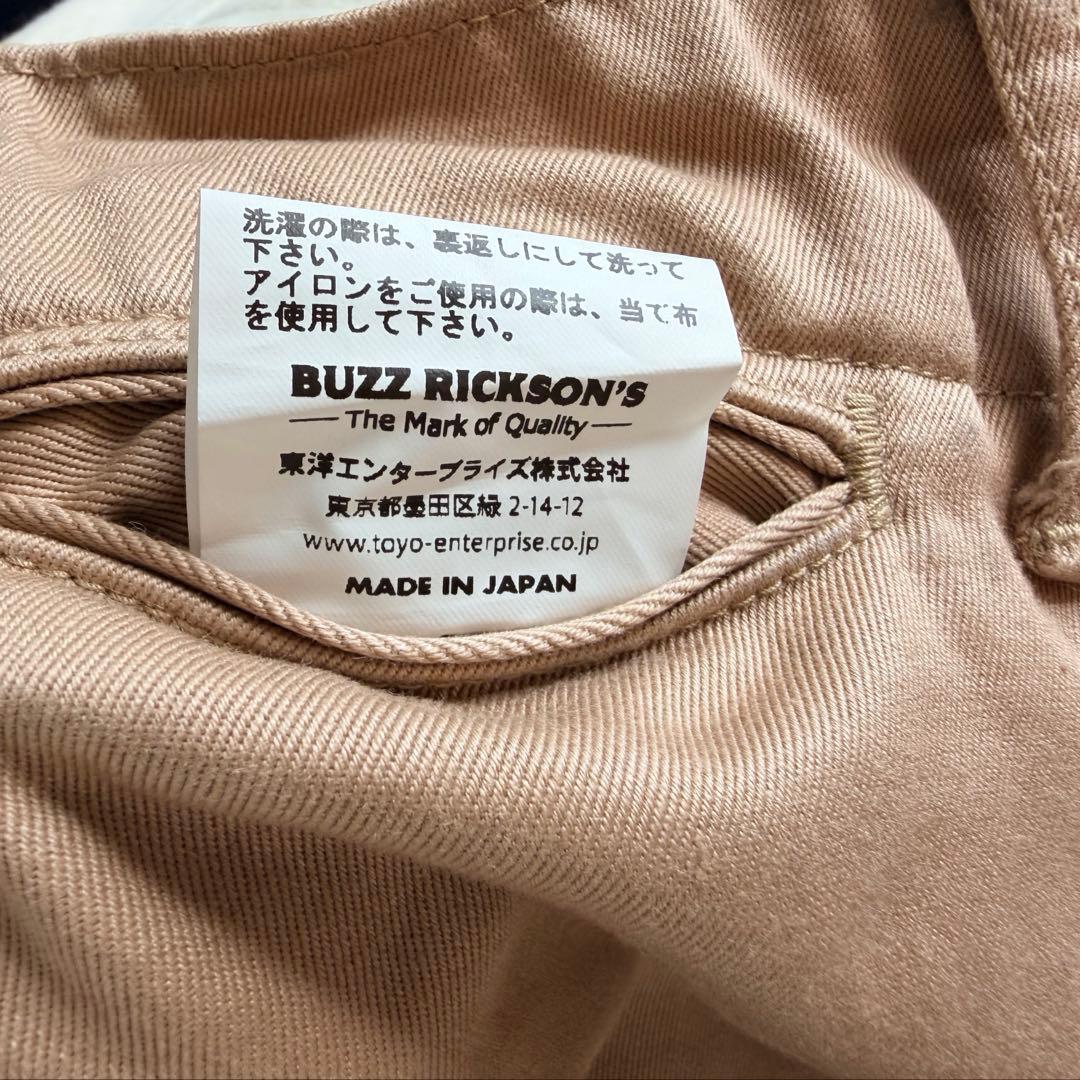 洗濯の際は、裏返しにして洗って
下さい。
アイロンをご使用の際は、当て布
を使用して下さい。
BUZZ RICKSON'S
The Mark of Quality
東洋エンタープライズ株式会社
東京都墨田区緑 2-14-12
www.toyo-enterprise.co.jp
MADE IN JAPAN